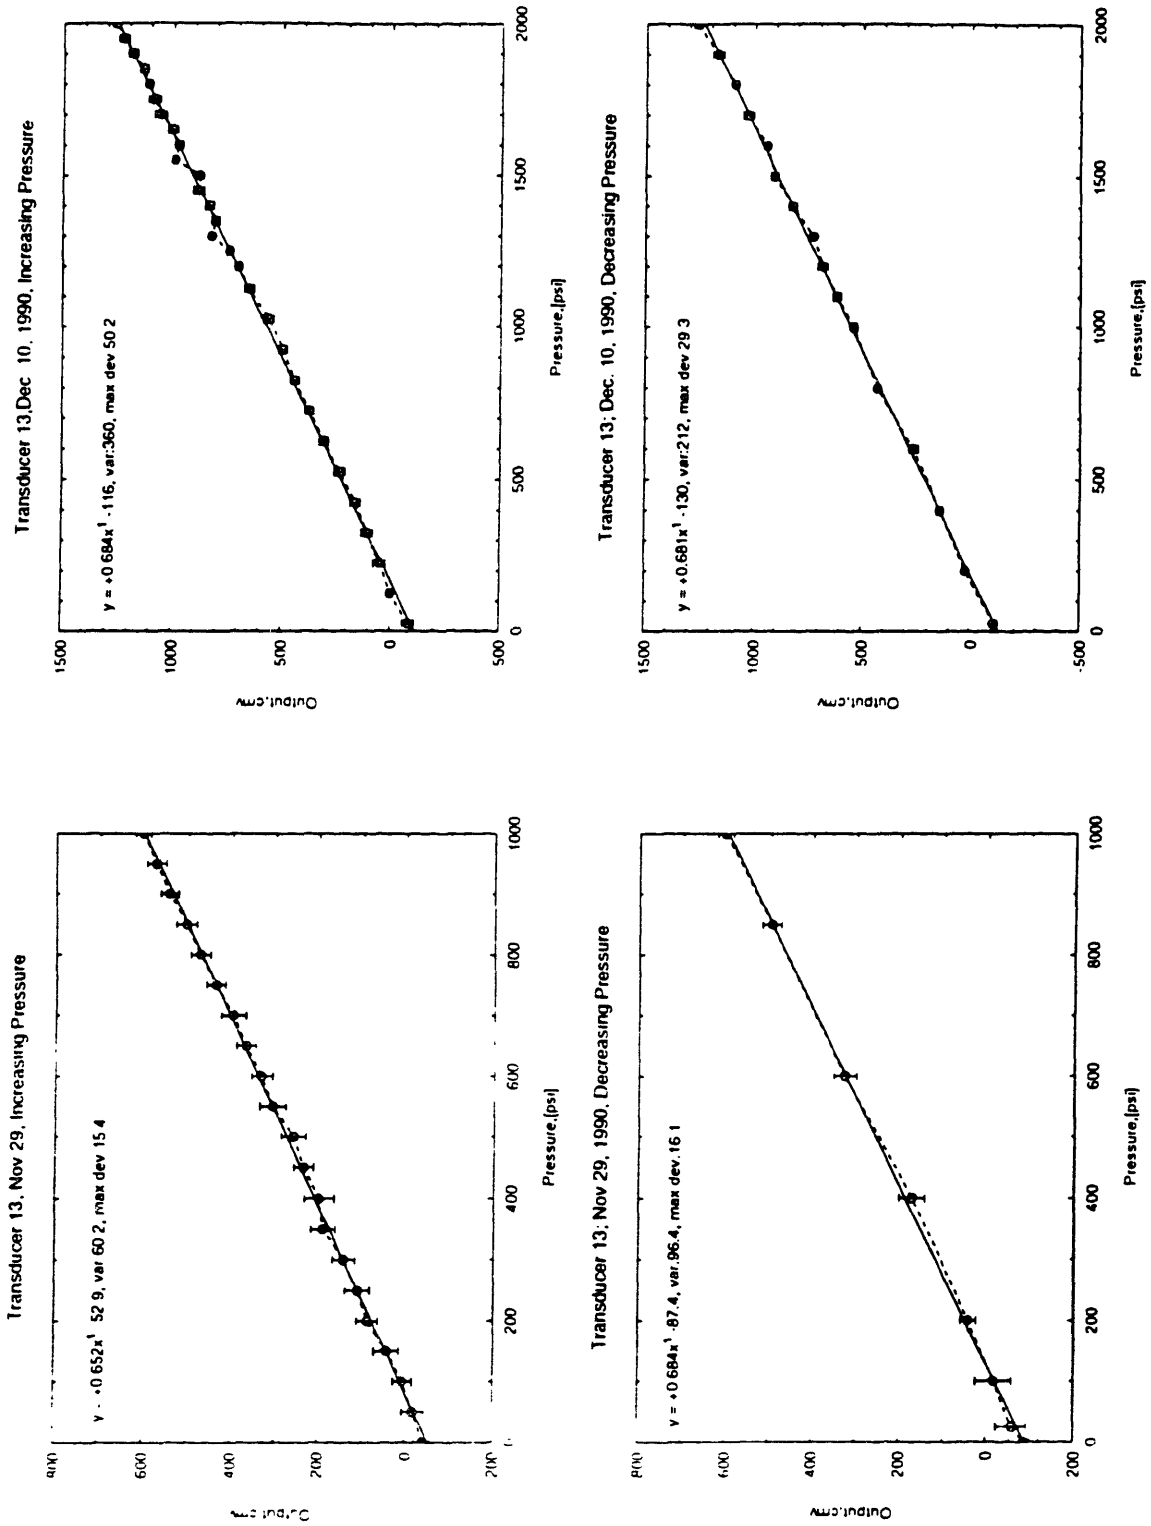 Transducer 13, Nov 29, Increasing Pressure
y - +0 652x¹ 52 9, var 60 2, max dev 15 4
600
400
200
0
200
200
400
600
800
1000
Pressure,[psi]
Transducer 13,Dec 10, 1990, Increasing Pressure
y = +0 684x¹ -116, var:360, max dev 50 2
Output,cmv
1500
1000
500
0
500
0
500
1000
1500
2000
Pressure,[psi]
Transducer 13; Nov 29, 1990, Decreasing Pressure
y = +0 684x¹ -87.4, var.96.4, max dev.16 1
Output,cmv
800
600
400
200
0
200
0
200
400
600
800
1000
Pressure,[psi]
Transducer 13; Dec. 10, 1990, Decreasing Pressure
y = +0.681x¹ -130, var:212, max dev 29 3
Output,cmv
1500
1000
500
0
-500
0
500
1000
1500
2000
Pressure,[psi]